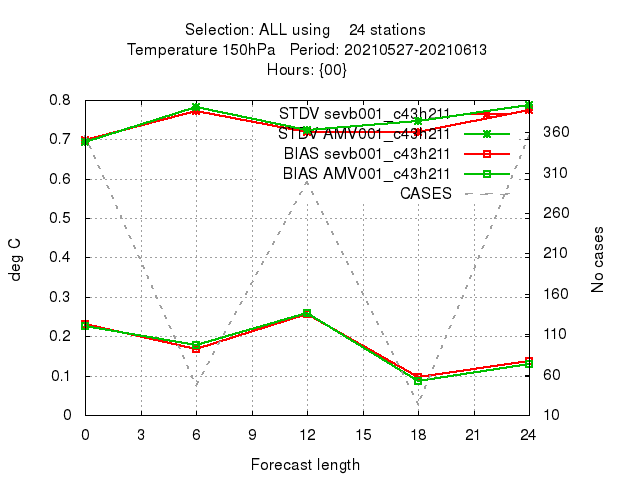 Selection: ALL using    24 stations
Temperature 150hPa   Period: 20210527-20210613
Hours: {00}
STDV sevb001_c43h211
STDV AMV001_c43h211
BIAS sevb001_c43h211
BIAS AMV001_c43h211
CASES
0.8
0.7
0.6
0.5
0.4
0.3
0.2
0.1
0
deg C
360
310
260
210
160
110
60
10
No cases
0 3 6 9 12 15 18 21 24
Forecast length